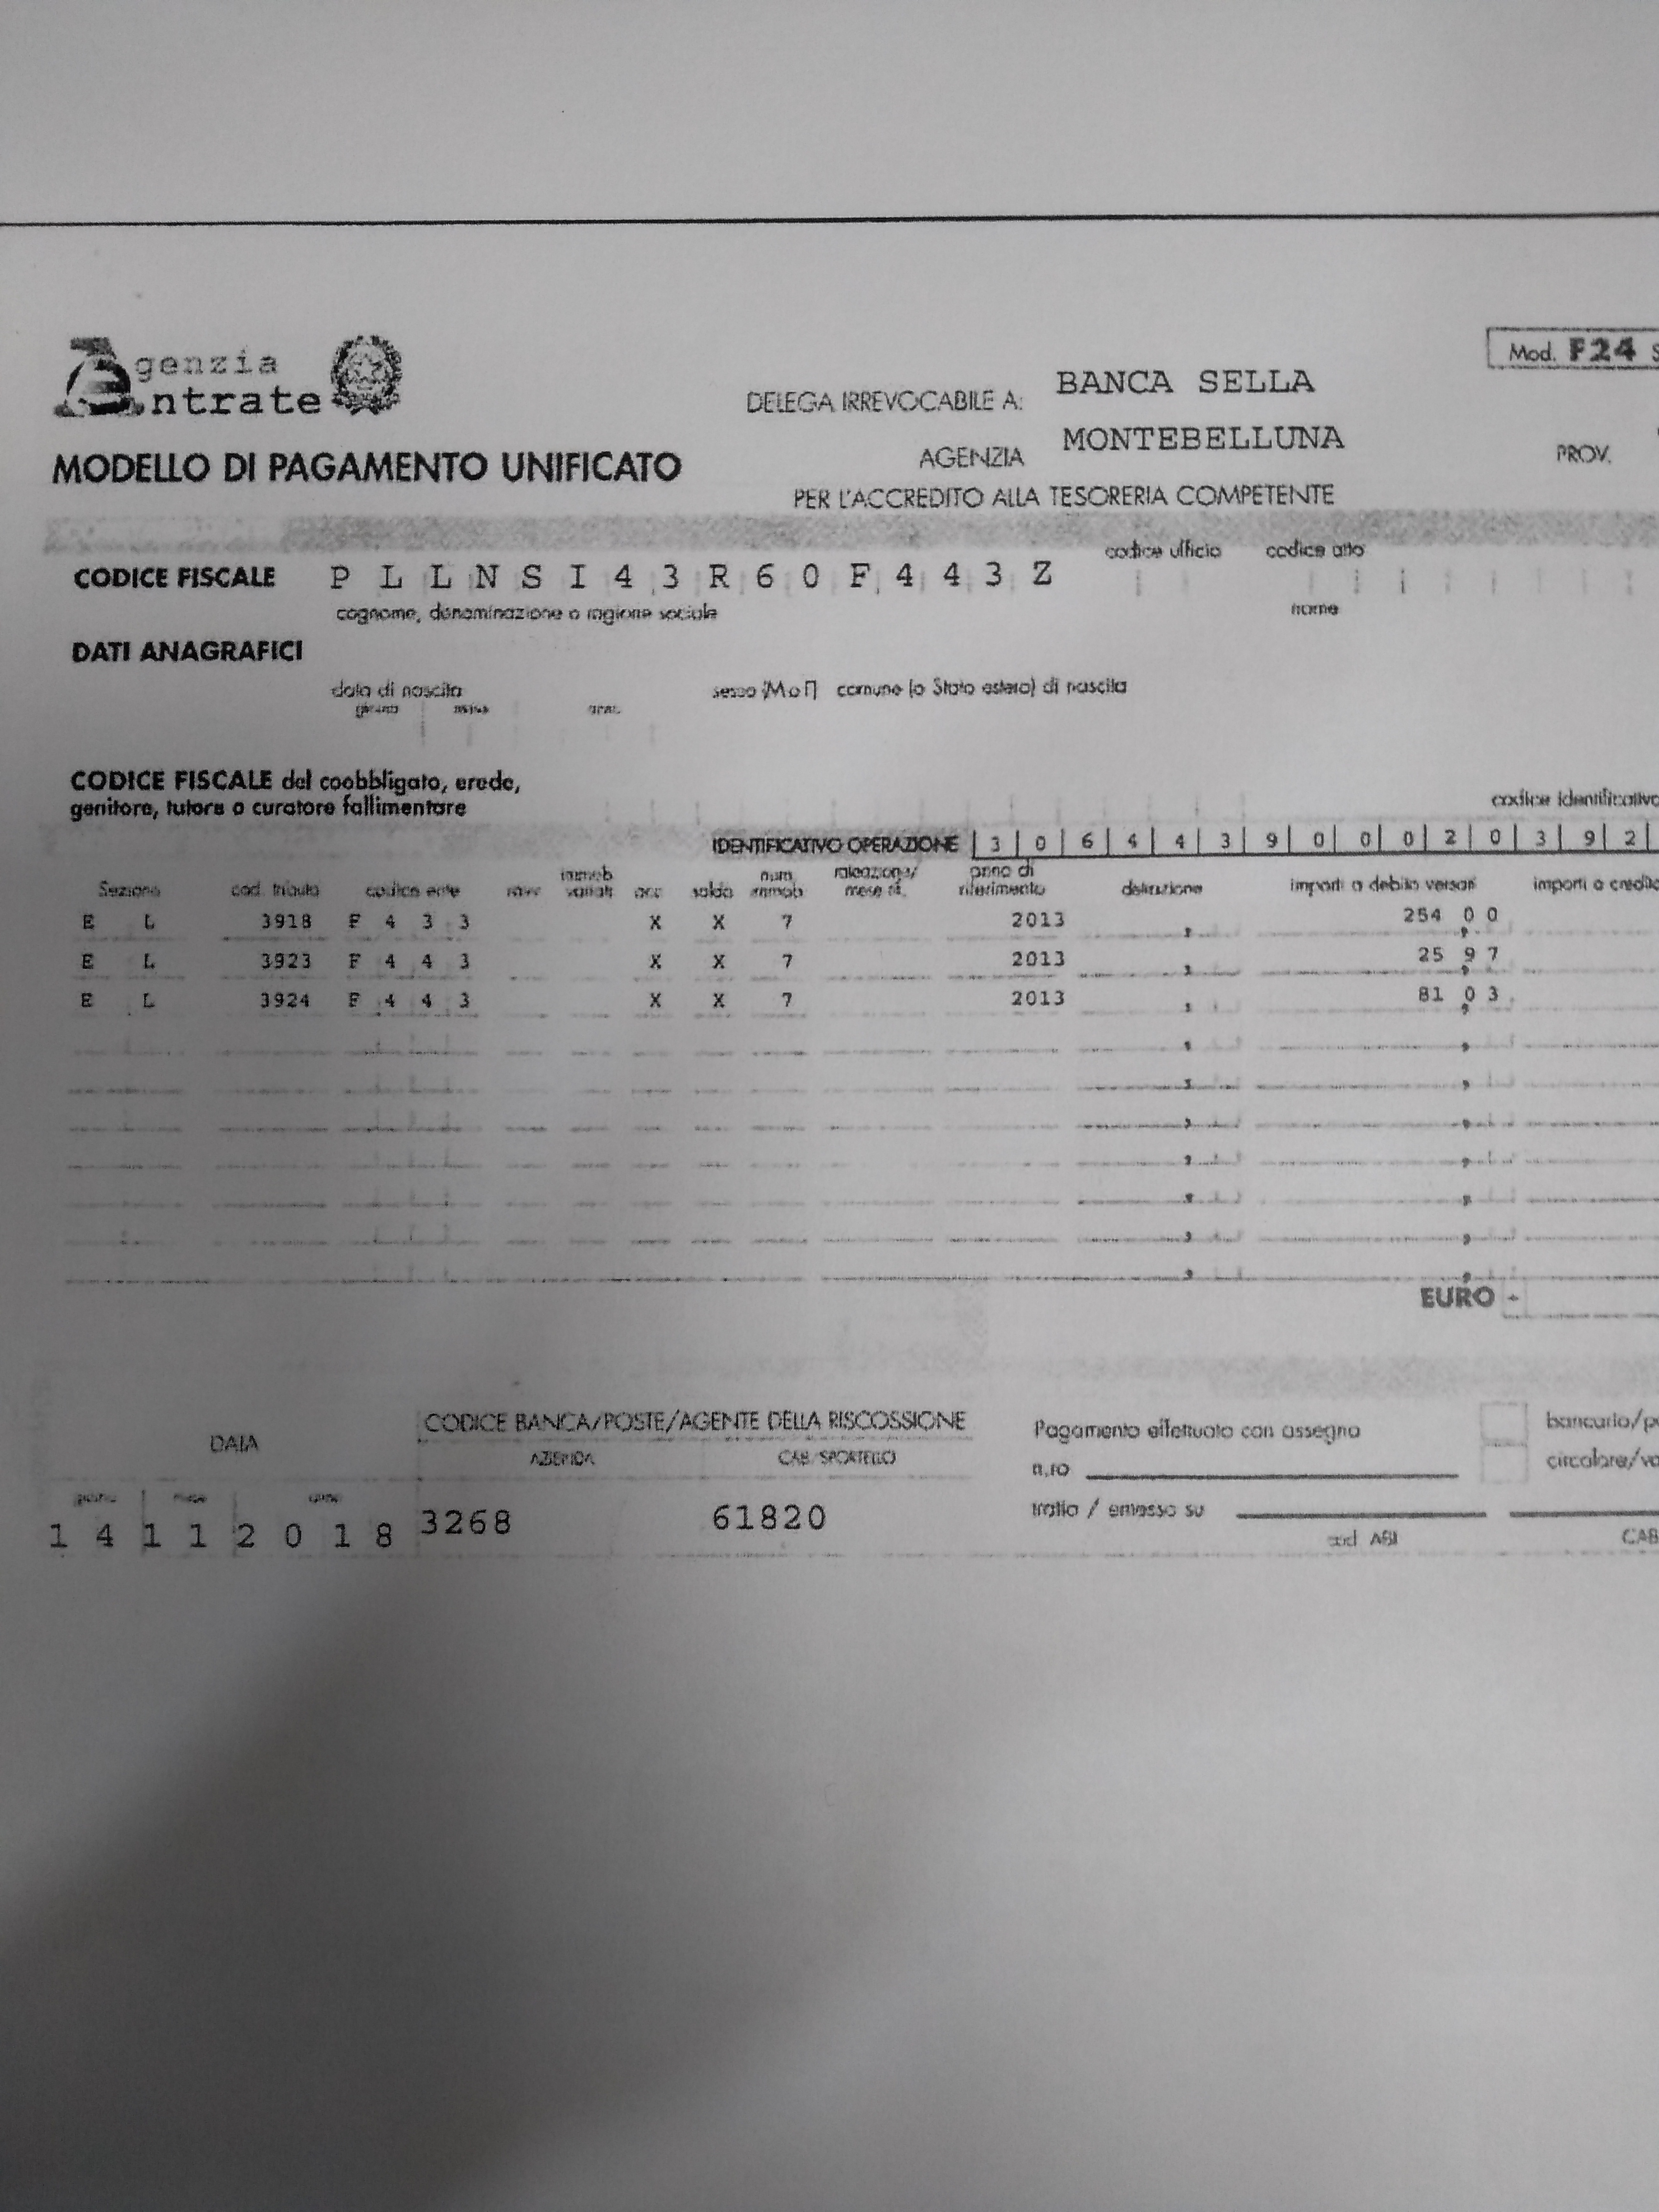 Agenzia
Entrate
Mod. F24 S
DELEGA IRREVOCABILE A: BANCA SELLA
MODELLO DI PAGAMENTO UNIFICATO
AGENZIA MONTEBELLUNA PROV.
PER L'ACCREDITO ALLA TESORERIA COMPETENTE
codice ufficio codice atto
CODICE FISCALE P L L N S I 4 3 R 6 0 F 4 4 3 Z
cognome, denominazione o ragione sociale nome
DATI ANAGRAFICI
data di nascita sesso (M o F) comune (o Stato estero) di nascita
giorno mese anno
CODICE FISCALE del coobbligato, erede,
genitore, tutore o curatore fallimentare
codice identificativo
IDENTIFICATIVO OPERAZIONE 3 0 6 4 4 3 9 0 0 0 2 0 3 9 2
Sezione cod. tributo codice ente ravv. immob. variati acc. saldo num. immob. rateazione/ mese rif. anno di riferimento detrazione importi a debito versati importi a credito
E L 3918 F 4 3 3 X X 7 2013 254 0 0
E L 3923 F 4 4 3 X X 7 2013 25 9 7
E L 3924 F 4 4 3 X X 7 2013 81 0 3
EURO +
DATA CODICE BANCA/POSTE/AGENTE DELLA RISCOSSIONE
AZIENDA CAB/SPORTELLO
Pagamento effettuato con assegno bancario/po
n.ro circolare/va
giorno mese anno
1 4 1 1 2 0 1 8 3268 61820
tratto / emesso su
cod. ABI CAB